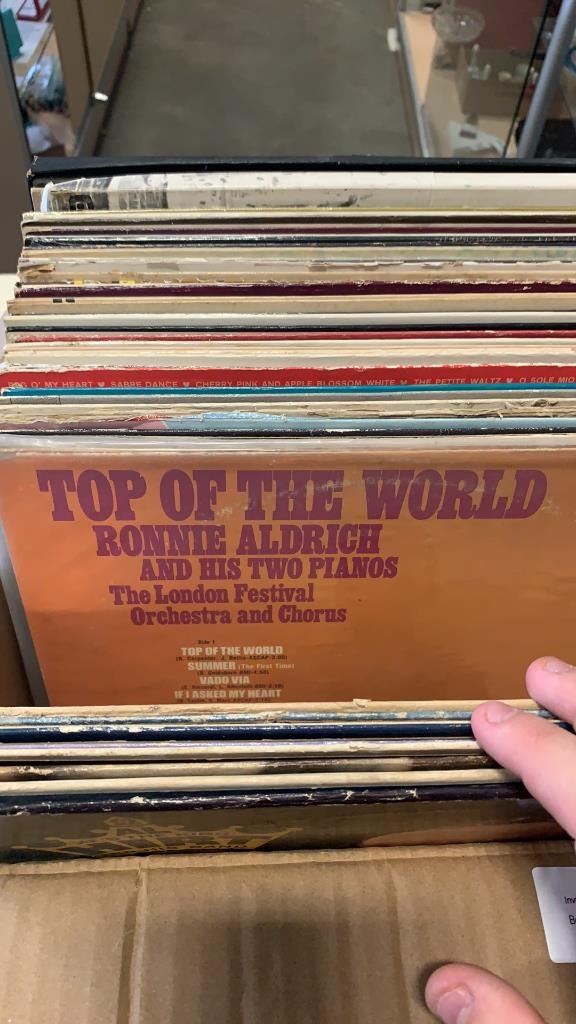 O' MY HEART ♥ SABRE DANCE ♥ CHERRY PINK AND APPLE BLOSSOM WHITE ♥ THE PETITE WALTZ ♥ O SOLE MIO
TOP OF THE WORLD
RONNIE ALDRICH
AND HIS TWO PIANOS
The London Festival
Orchestra and Chorus
Side 1
TOP OF THE WORLD
SUMMER (The First Time)
VADO VIA
IF I ASKED MY HEART